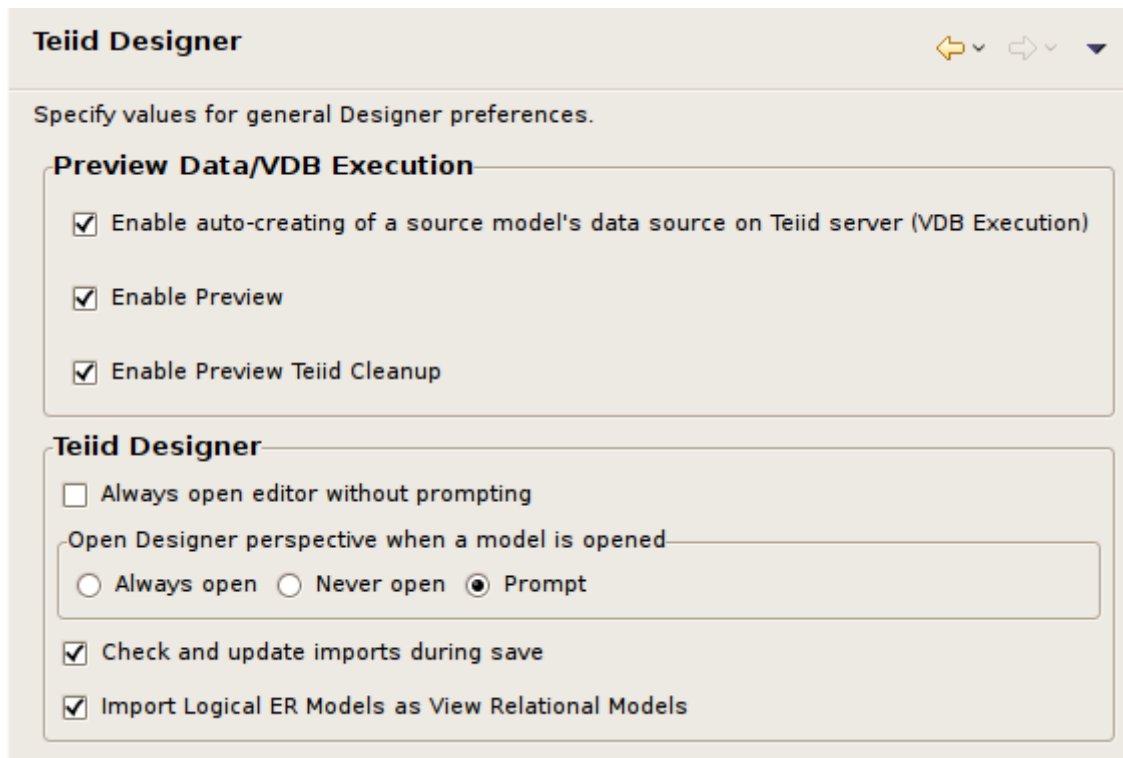 Teiid Designer
Specify values for general Designer preferences.
Preview Data/VDB Execution
Enable auto-creating of a source model's data source on Teiid server (VDB Execution)
Enable Preview
Enable Preview Teiid Cleanup
Teiid Designer
Always open editor without prompting
Open Designer perspective when a model is opened
Always open Never open Prompt
Check and update imports during save
Import Logical ER Models as View Relational Models